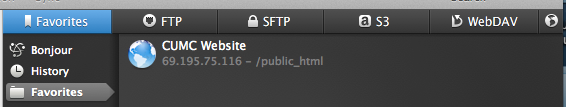 Favorites FTP SFTP S3 WebDAV
Bonjour
History
Favorites
CUMC Website
69.195.75.116 – /public_html